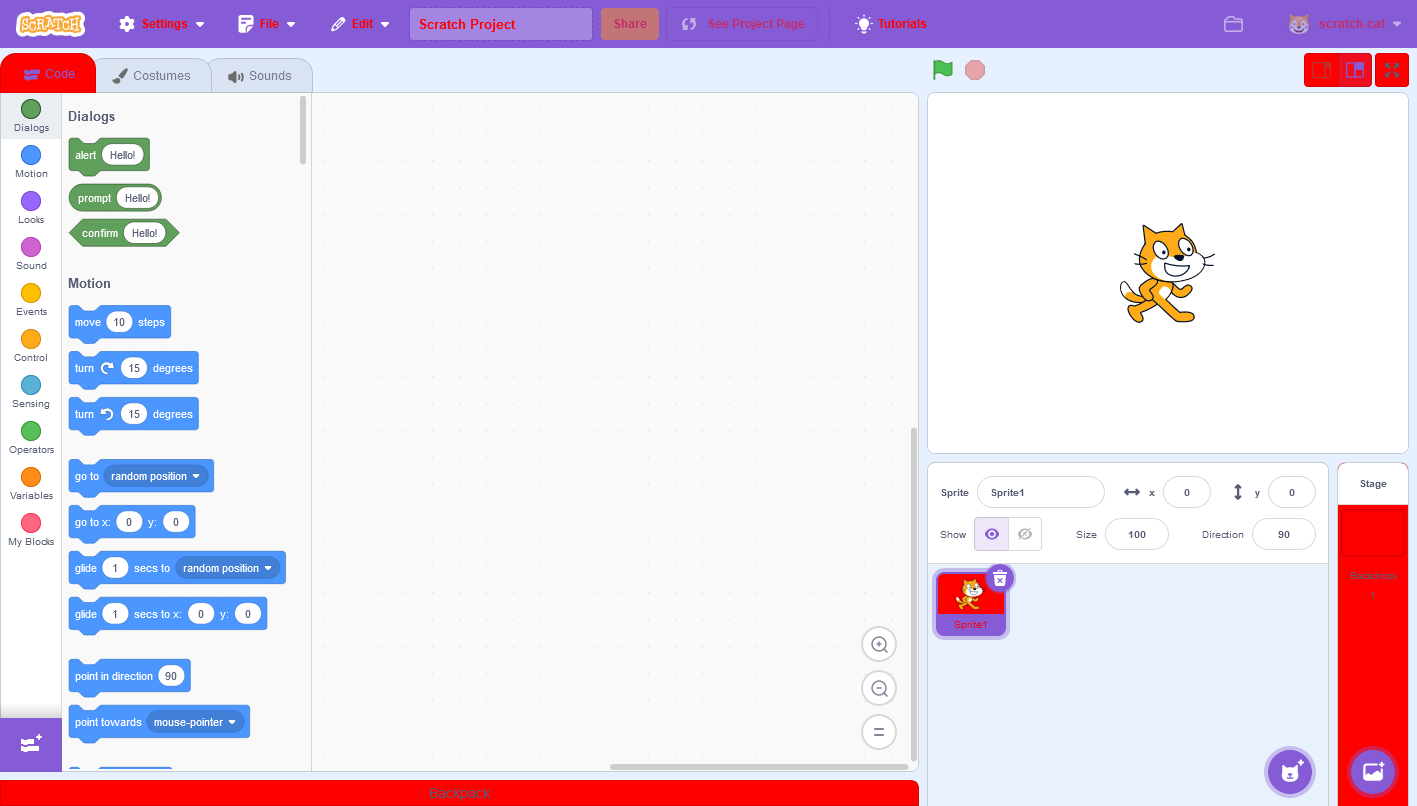 SCRATCH Settings File Edit Scratch Project Share See Project Page Tutorials scratch-cat
Code Costumes Sounds
Dialogs
Motion
Looks
Sound
Events
Control
Sensing
Operators
Variables
My Blocks
Dialogs
alert Hello!
prompt Hello!
confirm Hello!
Motion
move 10 steps
turn 15 degrees
turn 15 degrees
go to random position
go to x: 0 y: 0
glide 1 secs to random position
glide 1 secs to x: 0 y: 0
point in direction 90
point towards mouse-pointer
Backpack
Sprite Sprite1 x 0 y 0
Show Size 100 Direction 90
Sprite1
Stage
Backdrops
1